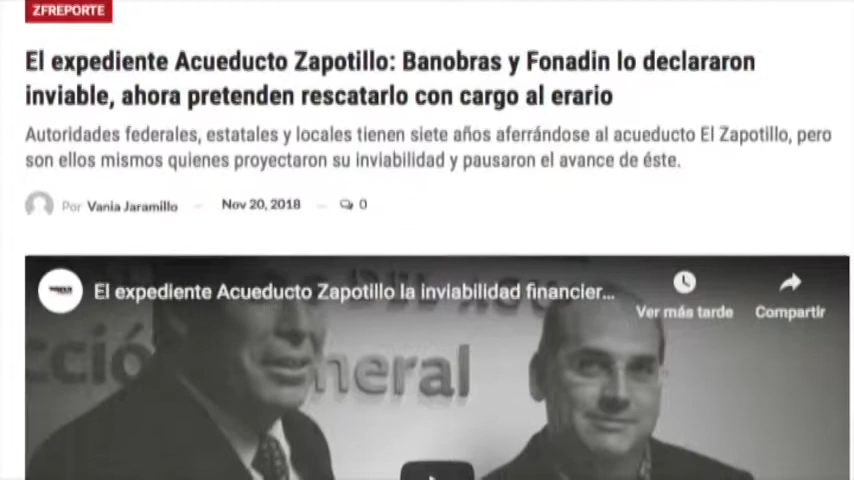 ZFREPORTE
El expediente Acueducto Zapotillo: Banobras y Fonadin lo declararon
inviable, ahora pretenden rescatarlo con cargo al erario
Autoridades federales, estatales y locales tienen siete años aferrándose al acueducto El Zapotillo, pero
son ellos mismos quienes proyectaron su inviabilidad y pausaron el avance de éste.
Por Vania Jaramillo – Nov 20, 2018 – 0
El expediente Acueducto Zapotillo la inviabilidad financier...
Ver más tarde
Compartir
cció neral